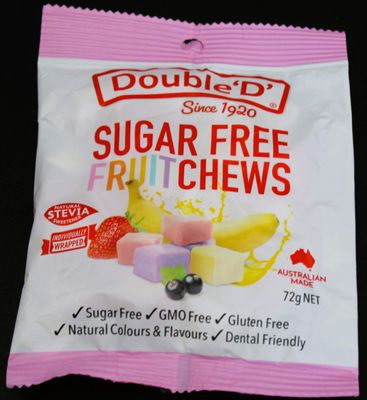 Double'D'®
Since 1920
SUGAR FREE
FRUITCHEWS
NATURAL
STEVIA
SWEETENER
INDIVIDUALLY
WRAPPED
AUSTRALIAN
MADE
72g NET
✓ Sugar Free ✓ GMO Free ✓ Gluten Free
✓ Natural Colours & Flavours ✓ Dental Friendly